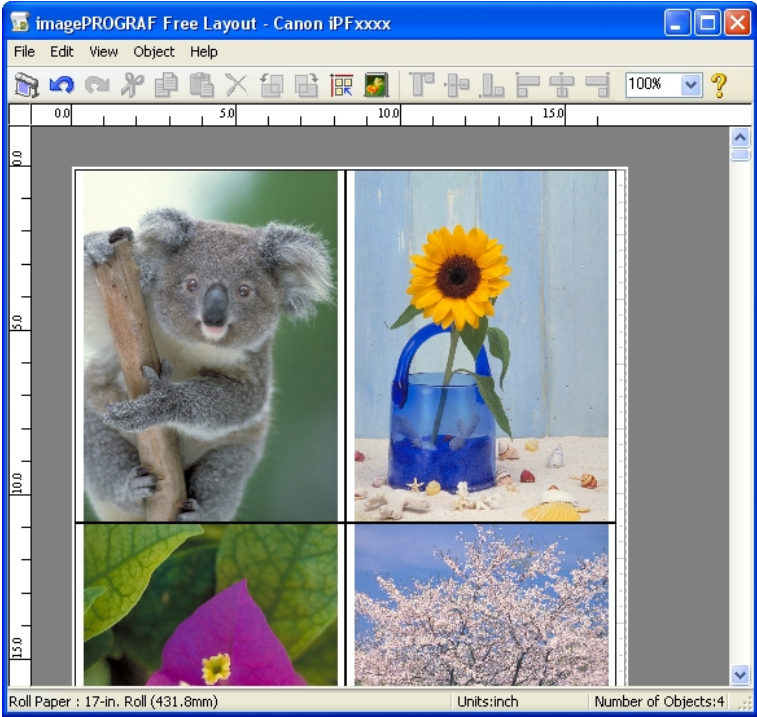 imagePROGRAF Free Layout - Canon iPFxxxx
File Edit View Object Help
100%
0.0 5.0 10.0 15.0
0.0
5.0
10.0
15.0
Roll Paper : 17-in. Roll (431.8mm) Units:inch Number of Objects:4